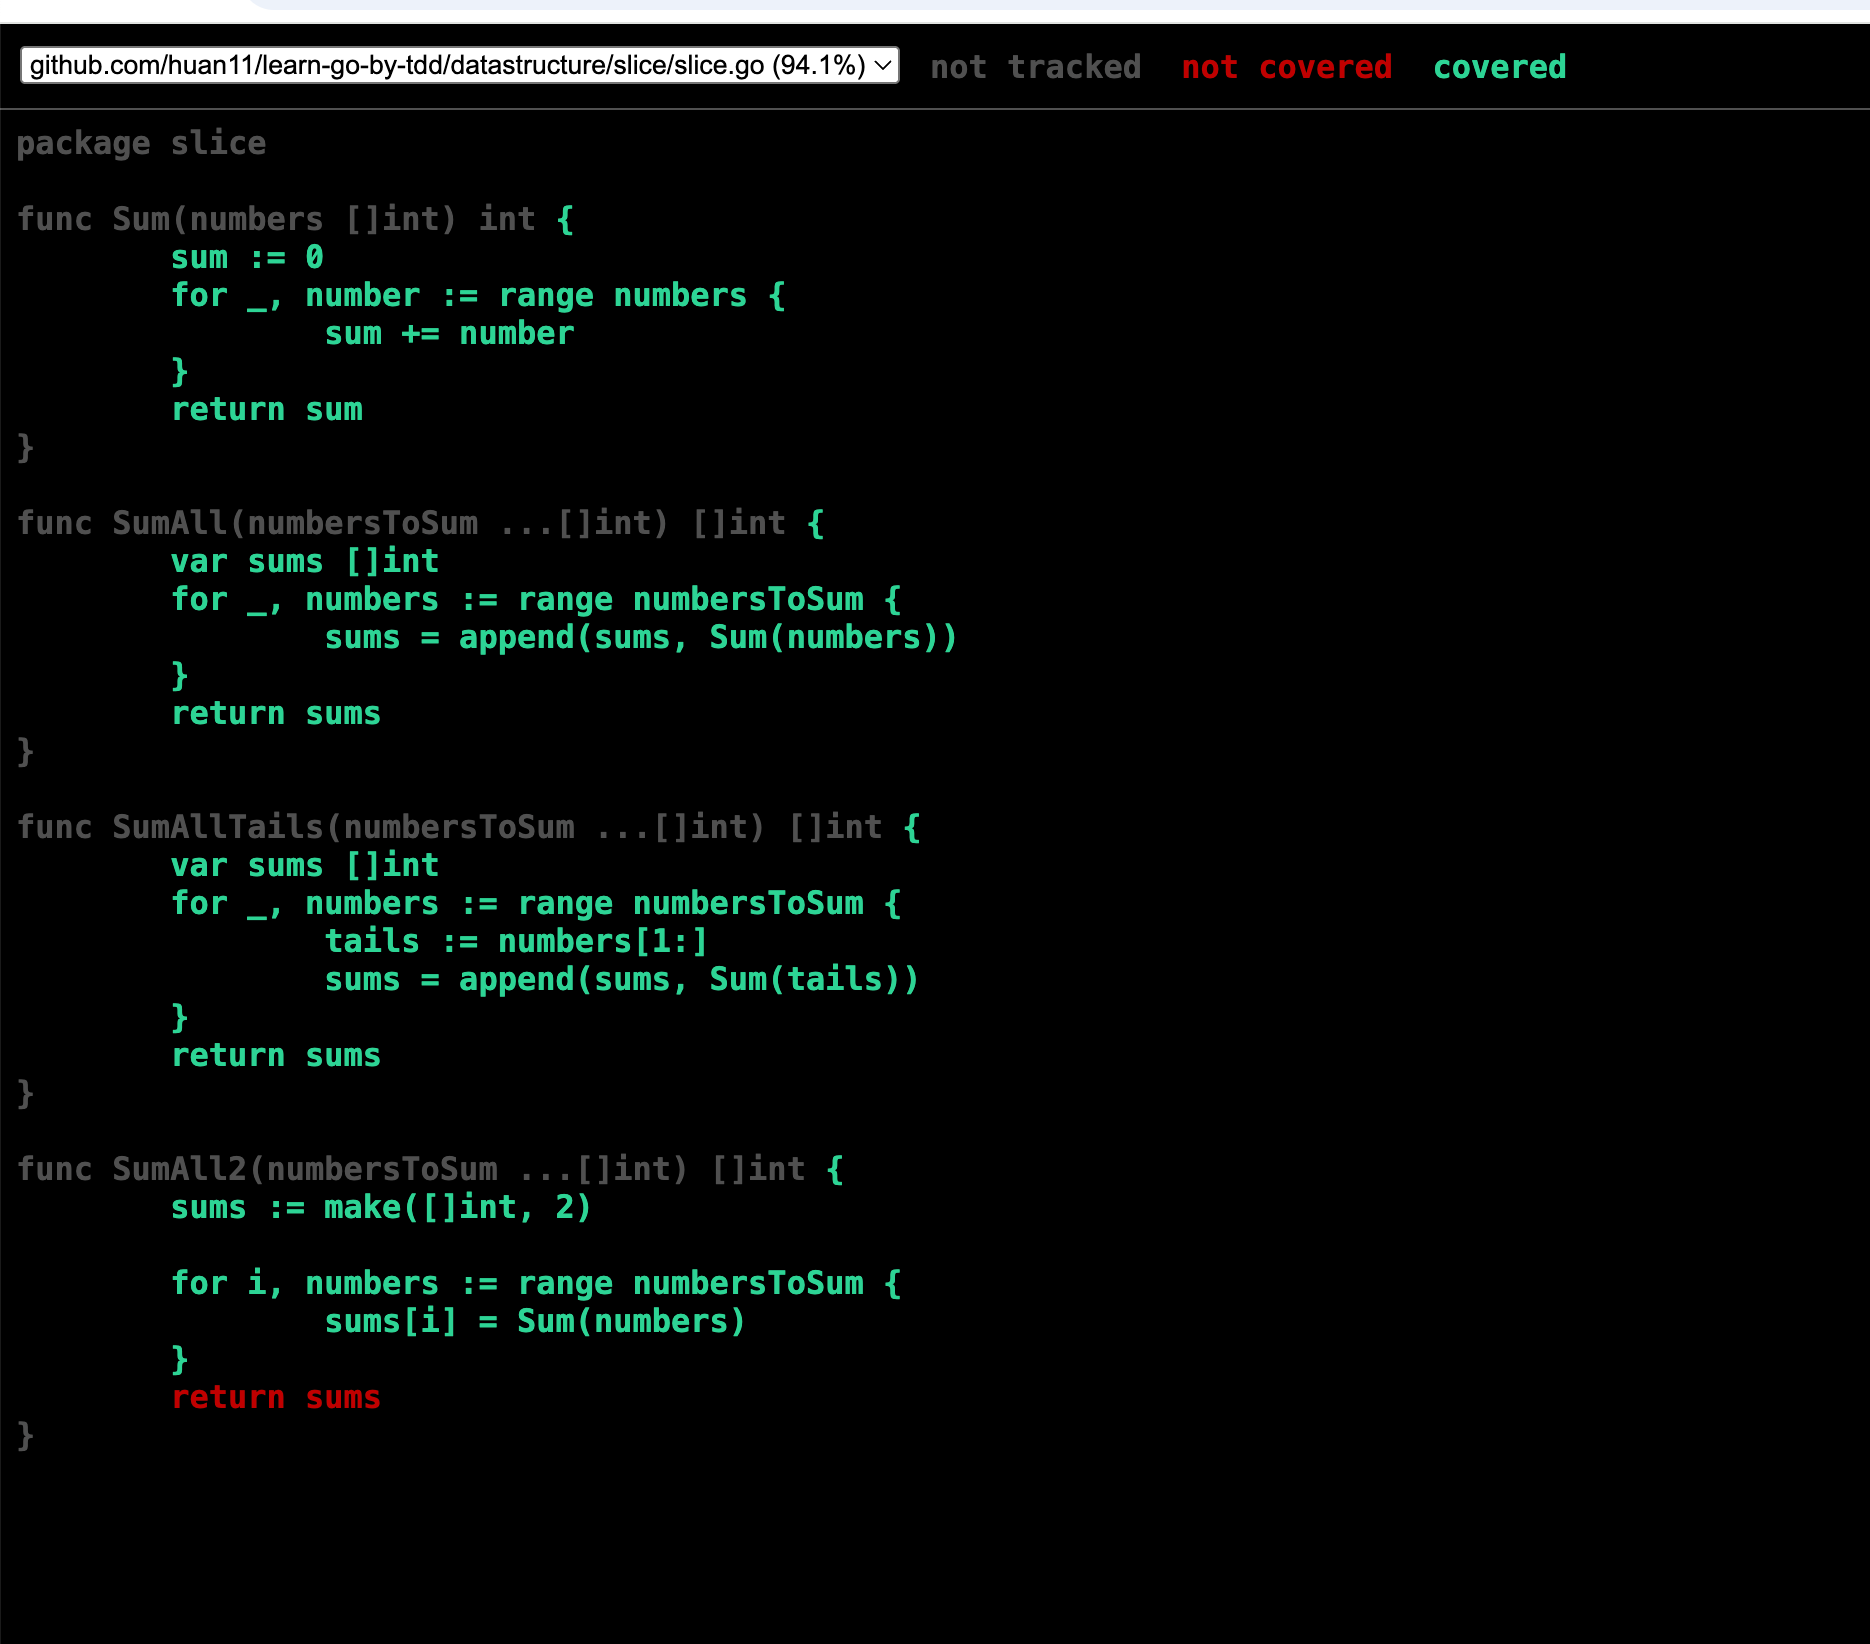 github.com/huan11/learn-go-by-tdd/datastructure/slice/slice.go (94.1%) not tracked not covered covered
package slice

func Sum(numbers []int) int {
        sum := 0
        for _, number := range numbers {
                sum += number
        }
        return sum
}

func SumAll(numbersToSum ...[]int) []int {
        var sums []int
        for _, numbers := range numbersToSum {
                sums = append(sums, Sum(numbers))
        }
        return sums
}

func SumAllTails(numbersToSum ...[]int) []int {
        var sums []int
        for _, numbers := range numbersToSum {
                tails := numbers[1:]
                sums = append(sums, Sum(tails))
        }
        return sums
}

func SumAll2(numbersToSum ...[]int) []int {
        sums := make([]int, 2)

        for i, numbers := range numbersToSum {
                sums[i] = Sum(numbers)
        }
        return sums
}